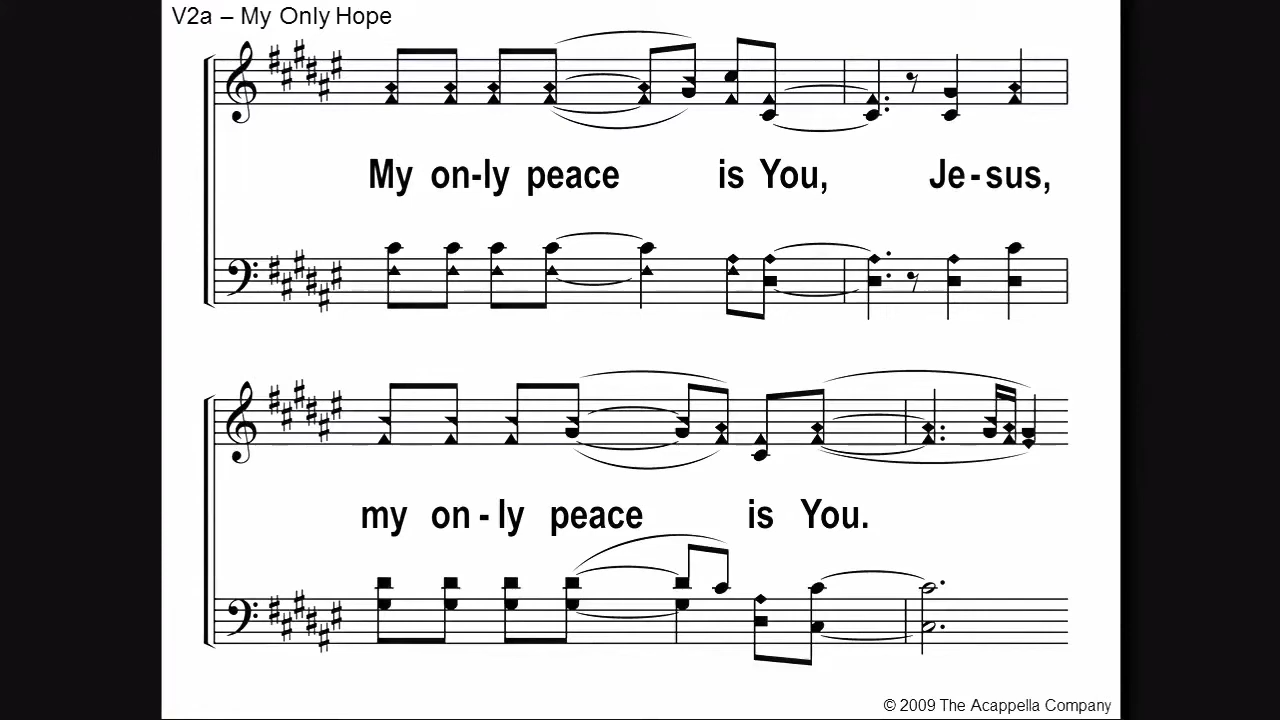 V2a – My Only Hope
My on-ly peace is You, Je-sus,
my on-ly peace is You.
© 2009 The Acappella Company